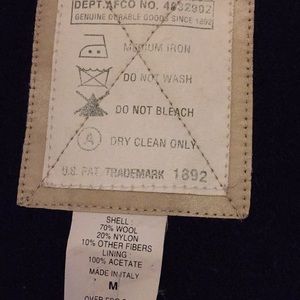 DEPT. AFCO NO. 4032902
GENUINE DURABLE GOODS SINCE 1892
MEDIUM IRON
DO NOT WASH
DO NOT BLEACH
A DRY CLEAN ONLY
U.S. PAT. TRADEMARK 1892
SHELL:
70% WOOL
20% NYLON
10% OTHER FIBERS
LINING:
100% ACETATE
MADE IN ITALY
M